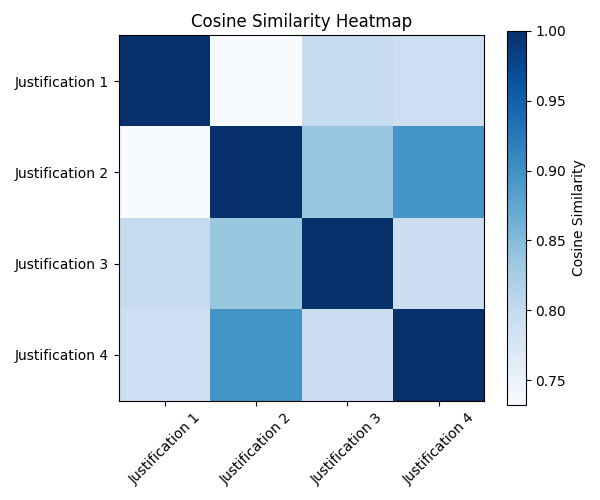 Cosine Similarity Heatmap
Justification 1
Justification 2
Justification 3
Justification 4
Justification 1
Justification 2
Justification 3
Justification 4
1.00
0.95
0.90
0.85
0.80
0.75
Cosine Similarity